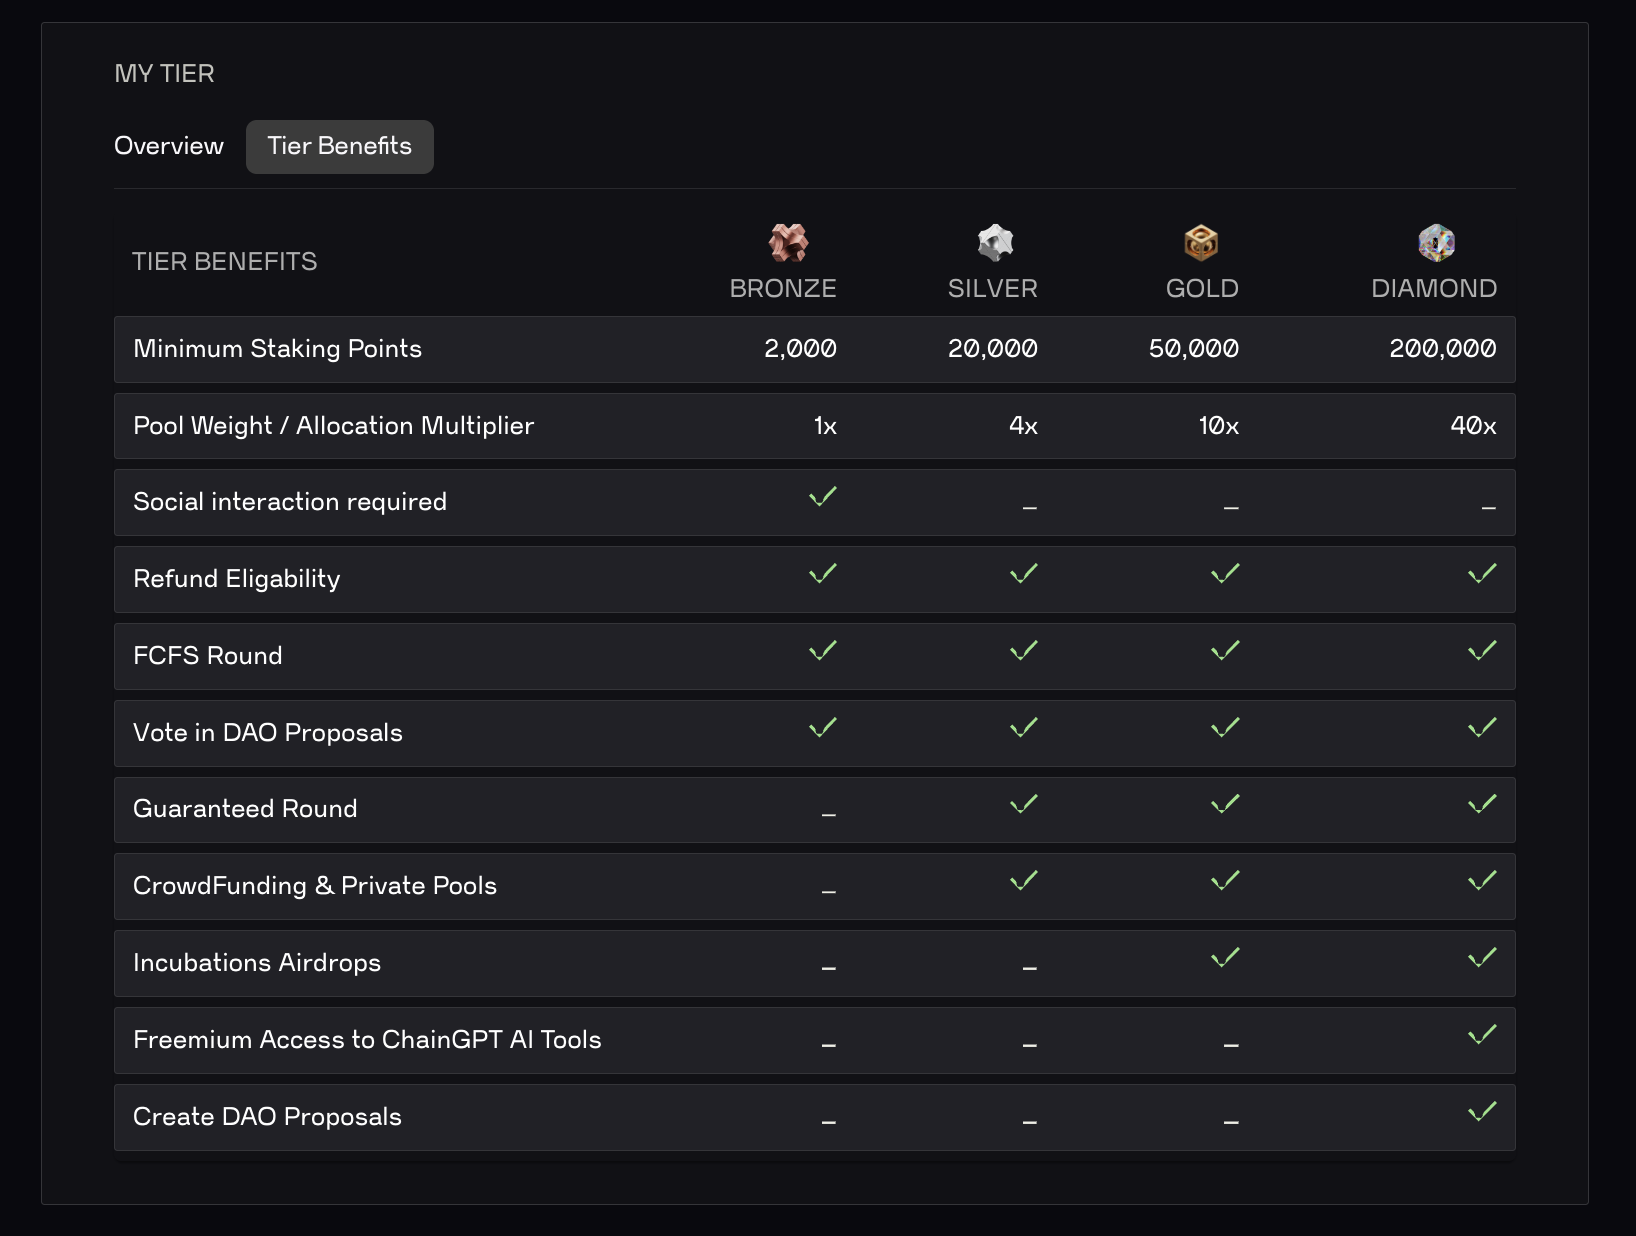 MY TIER
Overview Tier Benefits
TIER BENEFITS BRONZE SILVER GOLD DIAMOND
Minimum Staking Points 2,000 20,000 50,000 200,000
Pool Weight / Allocation Multiplier 1x 4x 10x 40x
Social interaction required ✓ – – –
Refund Eligability ✓ ✓ ✓ ✓
FCFS Round ✓ ✓ ✓ ✓
Vote in DAO Proposals ✓ ✓ ✓ ✓
Guaranteed Round – ✓ ✓ ✓
CrowdFunding & Private Pools – ✓ ✓ ✓
Incubations Airdrops – – ✓ ✓
Freemium Access to ChainGPT AI Tools – – – ✓
Create DAO Proposals – – – ✓